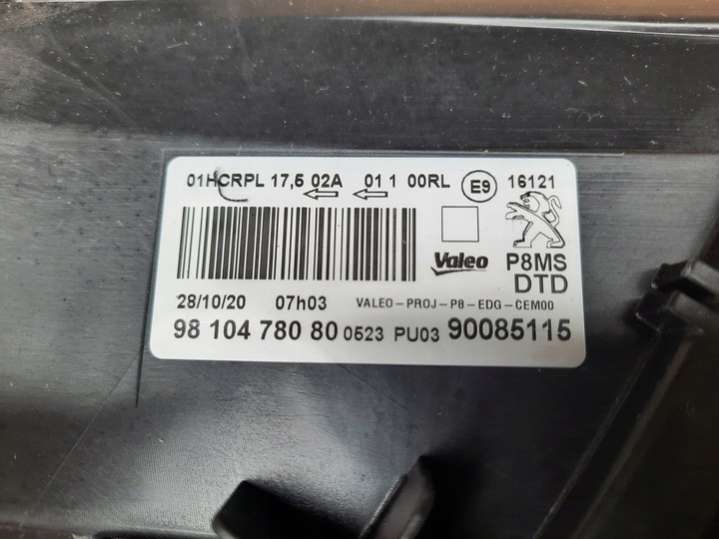 01HCRPL 17,5 02A 01 1 00RL E9 16121
Valeo P8MS
DTD
28/10/20 07h03 VALEO-PROJ-P8-EDG-CEM00
98 104 780 80 0523 PU03 90085115